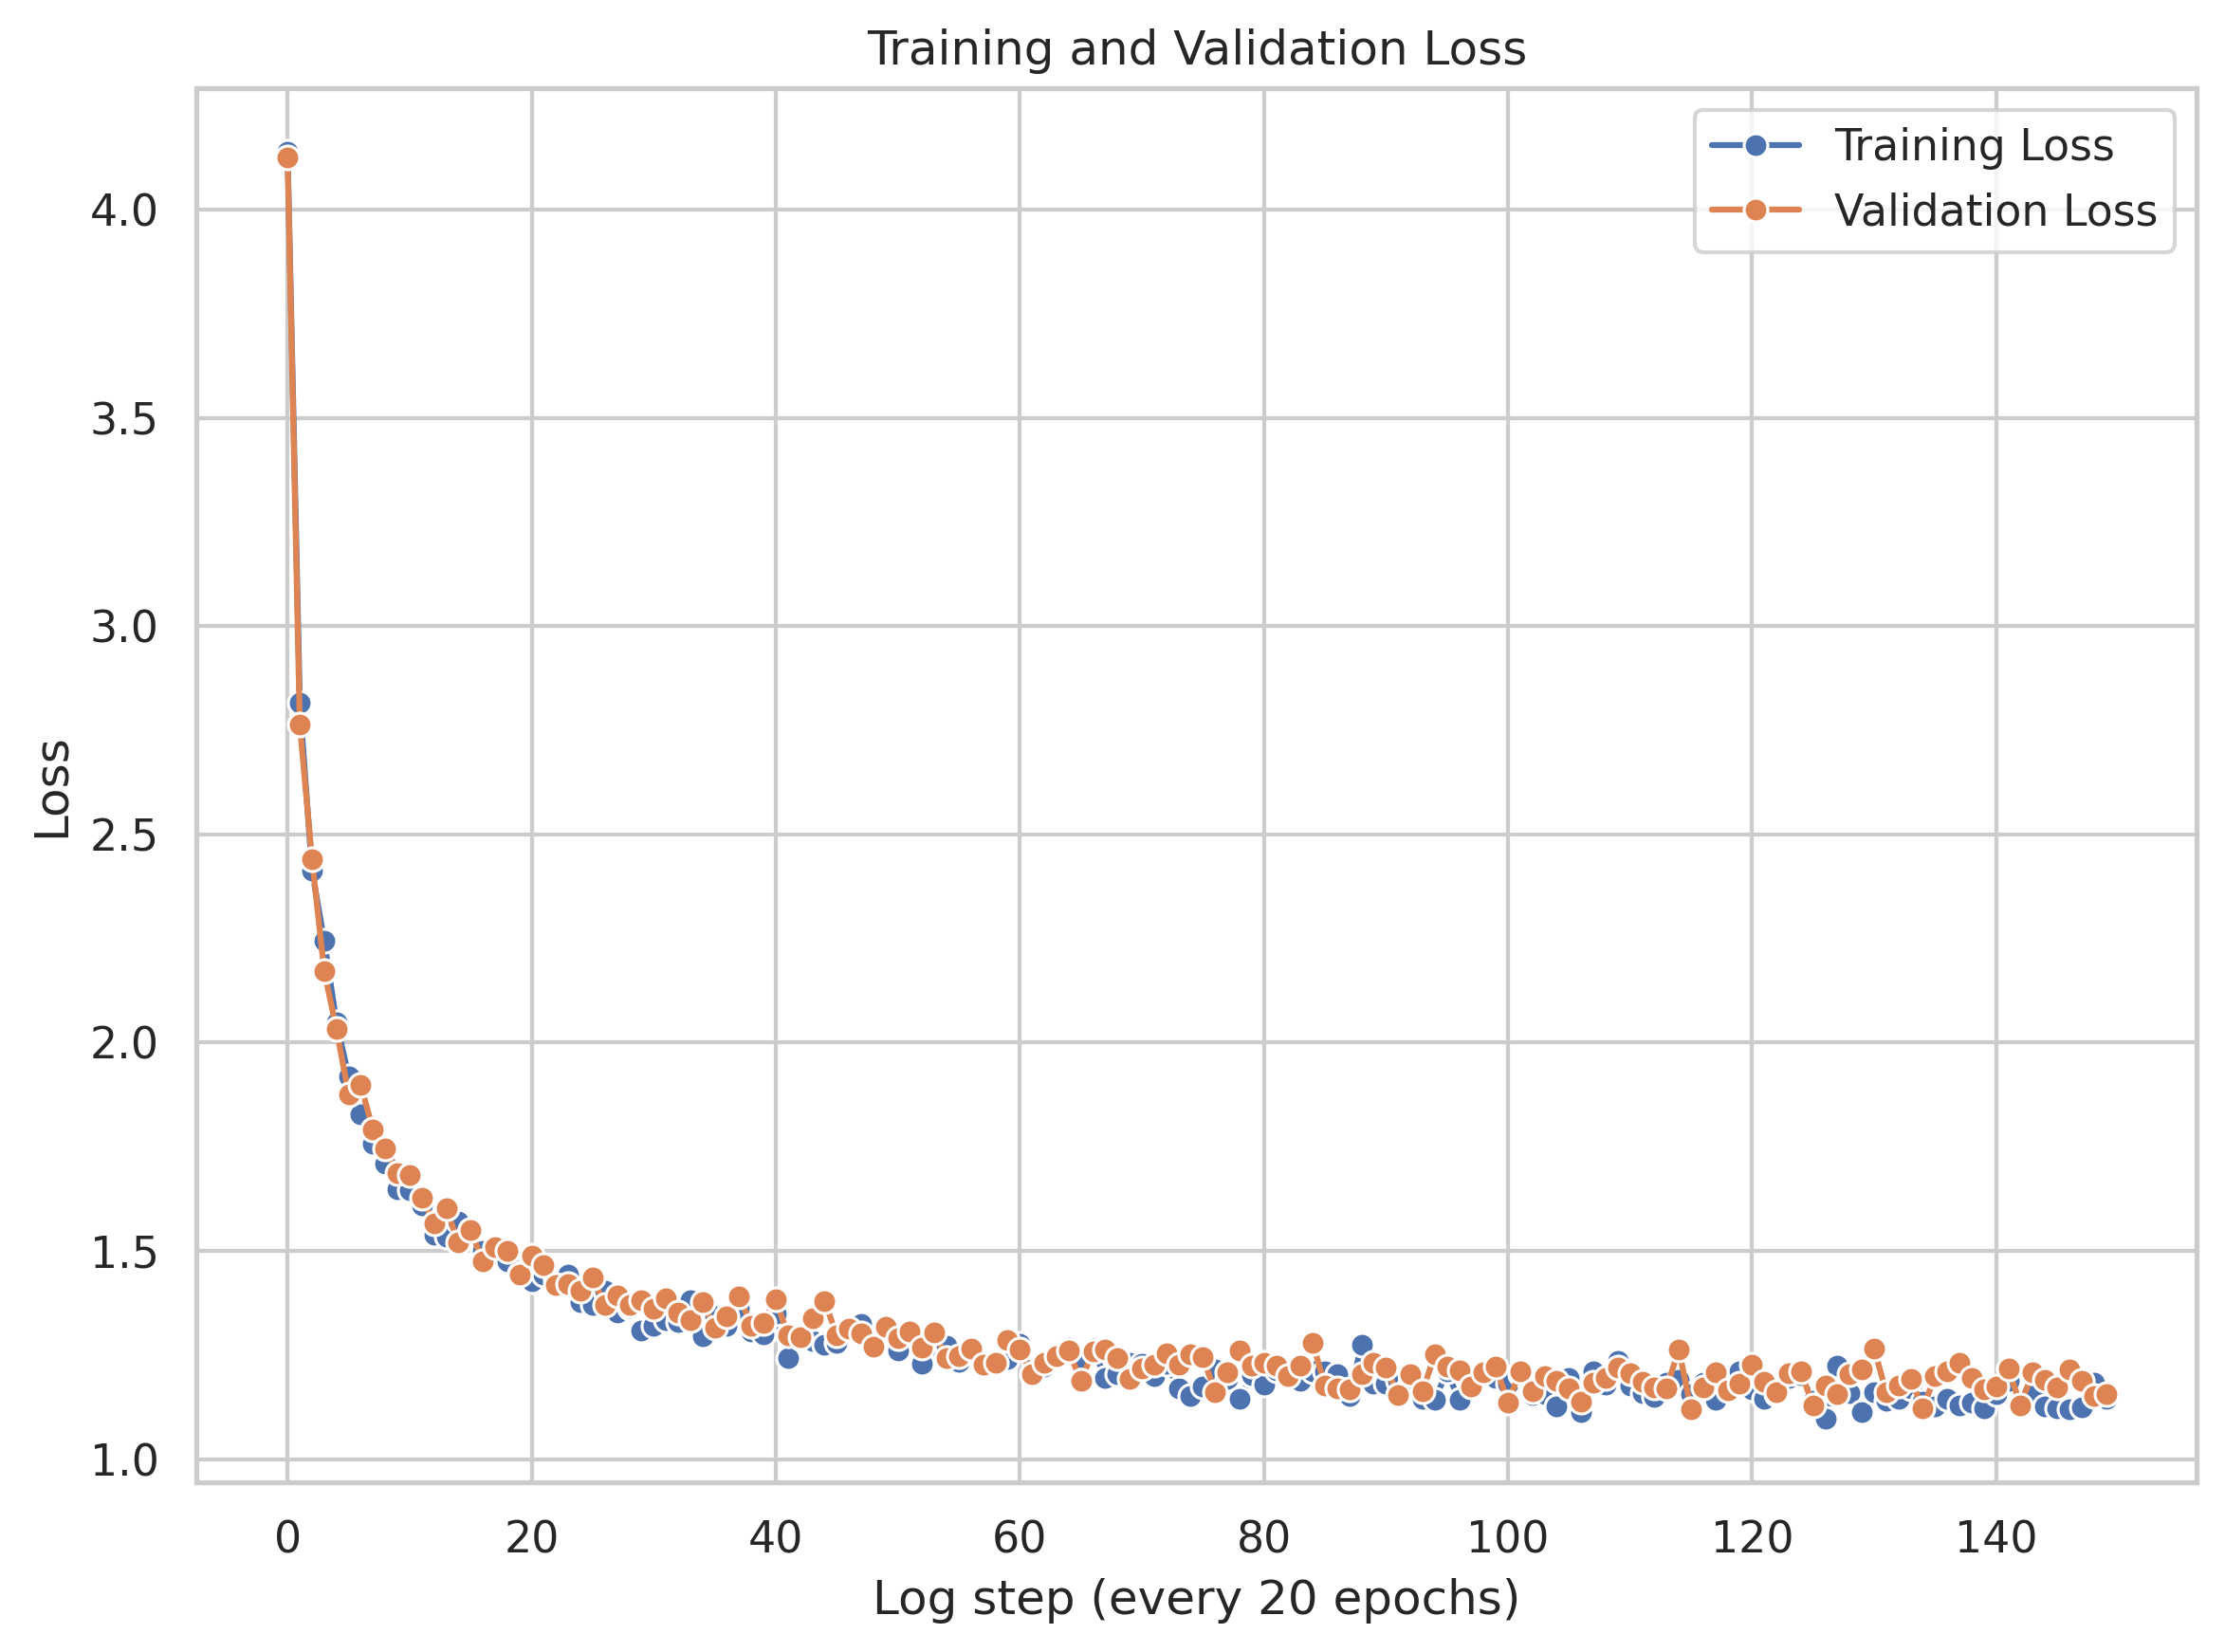 Training and Validation Loss
Training Loss
Validation Loss
4.0
3.5
3.0
2.5
2.0
1.5
1.0
Loss
0 20 40 60 80 100 120 140
Log step (every 20 epochs)